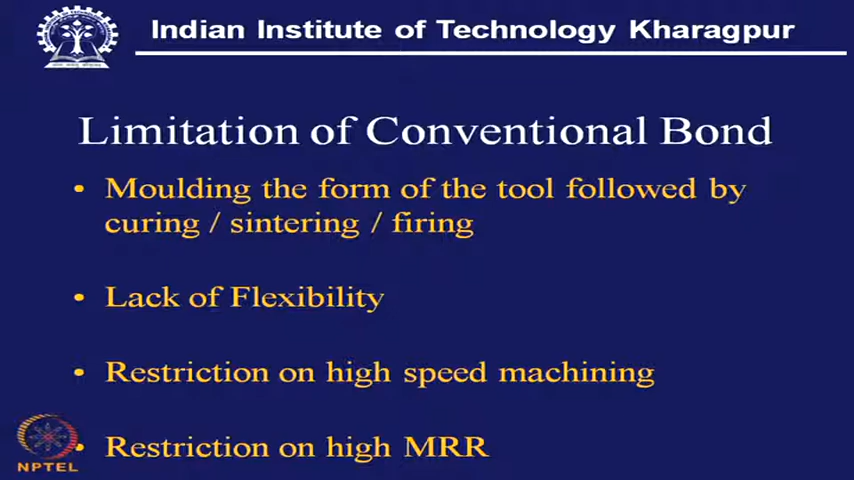 Indian Institute of Technology Kharagpur
Limitation of Conventional Bond
• Moulding the form of the tool followed by
curing / sintering / firing
• Lack of Flexibility
• Restriction on high speed machining
• Restriction on high MRR
NPTEL